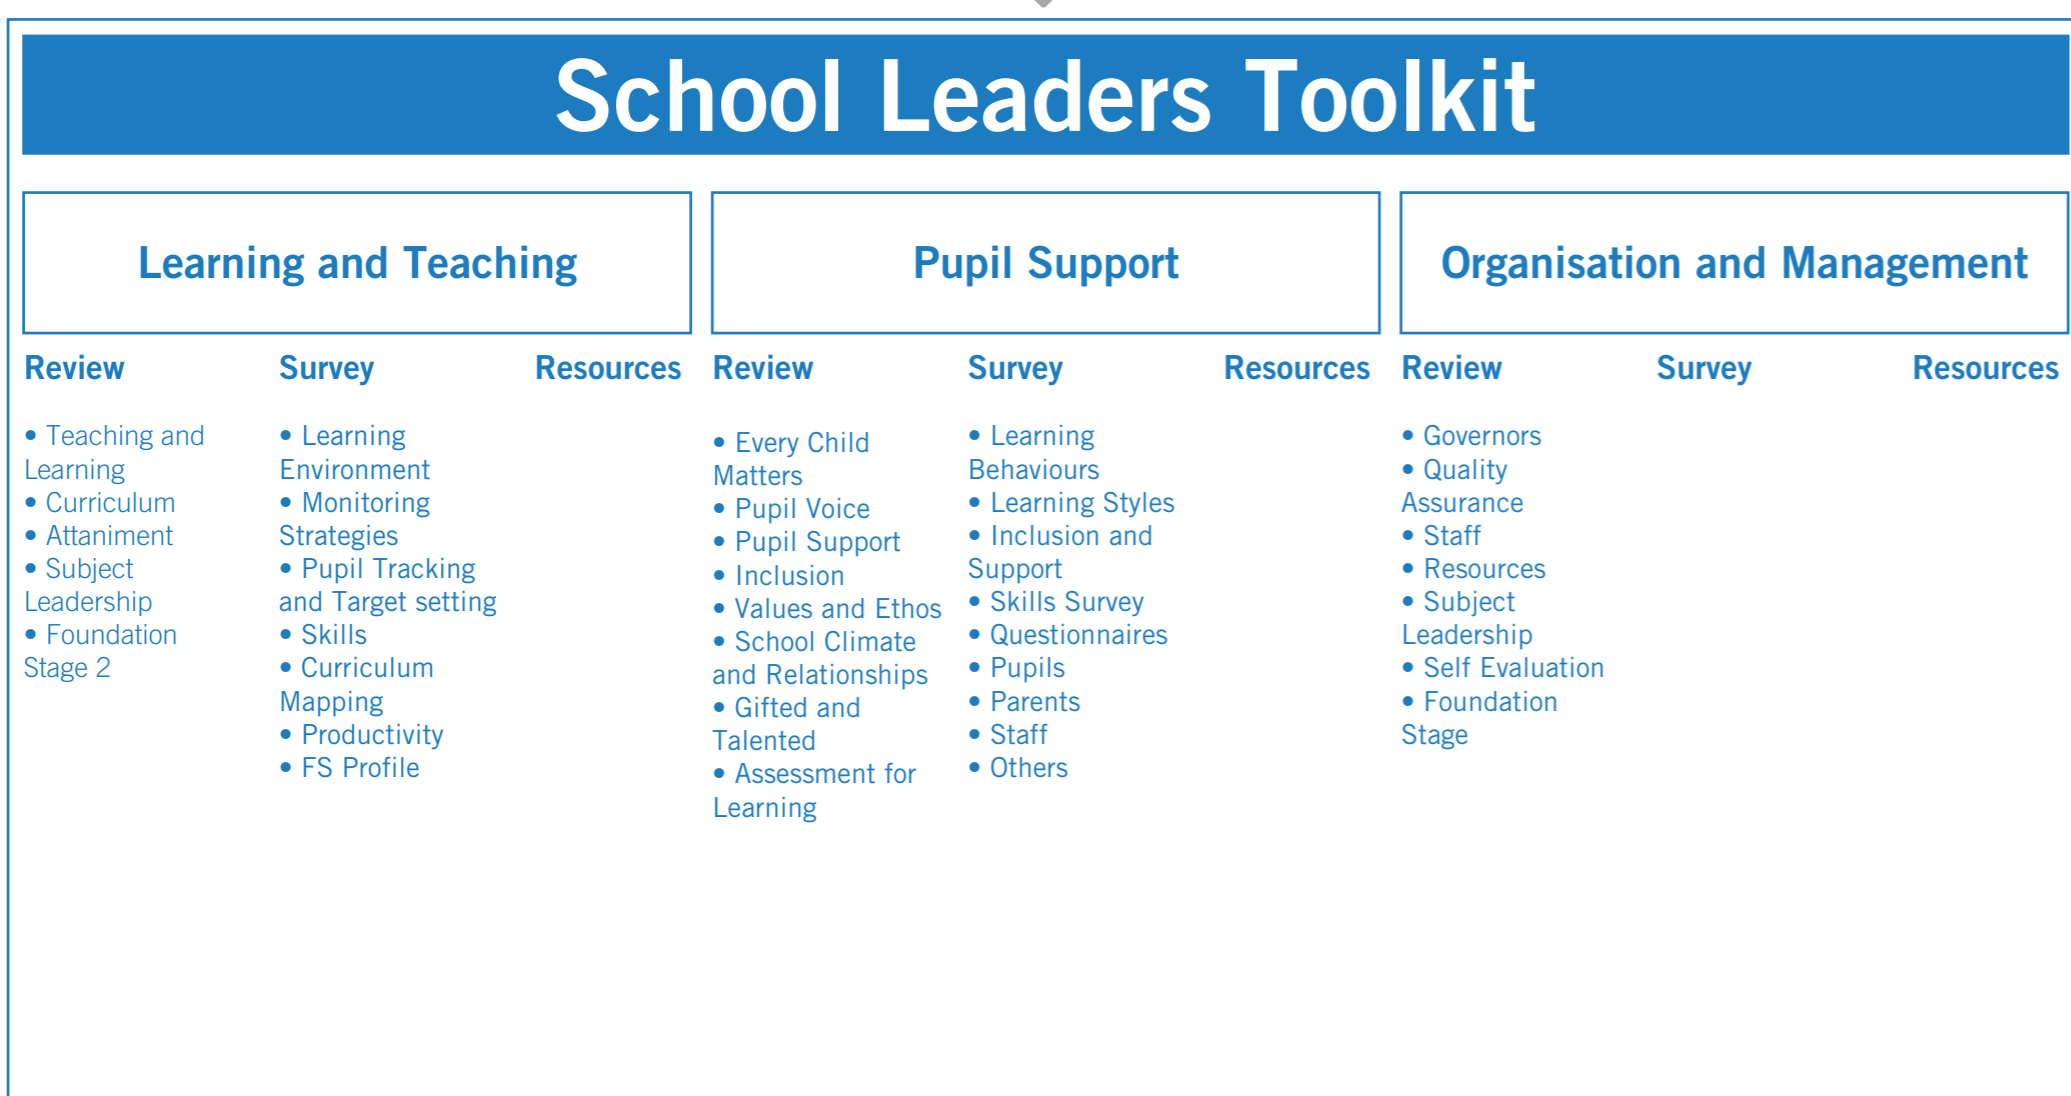 School Leaders Toolkit
Learning and Teaching
Review
• Teaching and
Learning
• Curriculum
• Attaniment
• Subject
Leadership
• Foundation
Stage 2
Survey
• Learning
Environment
• Monitoring
Strategies
• Pupil Tracking
and Target setting
• Skills
• Curriculum
Mapping
• Productivity
• FS Profile
Resources
Pupil Support
Review
• Every Child
Matters
• Pupil Voice
• Pupil Support
• Inclusion
• Values and Ethos
• School Climate
and Relationships
• Gifted and
Talented
• Assessment for
Learning
Survey
• Learning
Behaviours
• Learning Styles
• Inclusion and
Support
• Skills Survey
• Questionnaires
• Pupils
• Parents
• Staff
• Others
Resources
Organisation and Management
Review
• Governors
• Quality
Assurance
• Staff
• Resources
• Subject
Leadership
• Self Evaluation
• Foundation
Stage
Survey
Resources